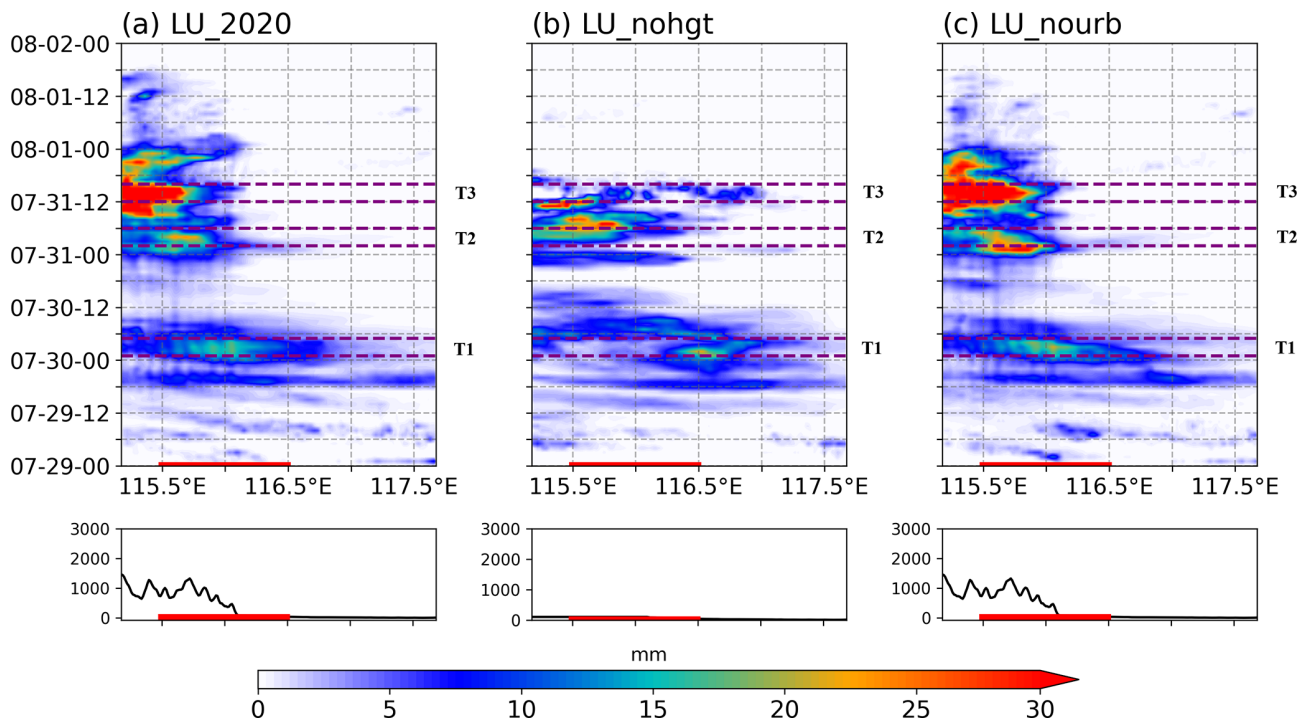 (a) LU_2020
(b) LU_nohgt
(c) LU_nourb
08-02-00
08-01-12
08-01-00
07-31-12
07-31-00
07-30-12
07-30-00
07-29-12
07-29-00
T3
T2
T1
T3
T2
T1
T3
T2
T1
115.5°E 116.5°E 117.5°E
115.5°E 116.5°E 117.5°E
115.5°E 116.5°E 117.5°E
3000
2000
1000
0
3000
2000
1000
0
3000
2000
1000
0
mm
0 5 10 15 20 25 30